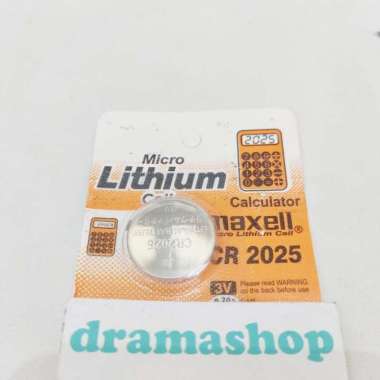 2025
Micro
Lithium
Cell
Calculator
maxell
Micro Lithium Cell
CR 2025
3V
Please read WARNING
on the back before use
CR2025
dramashop